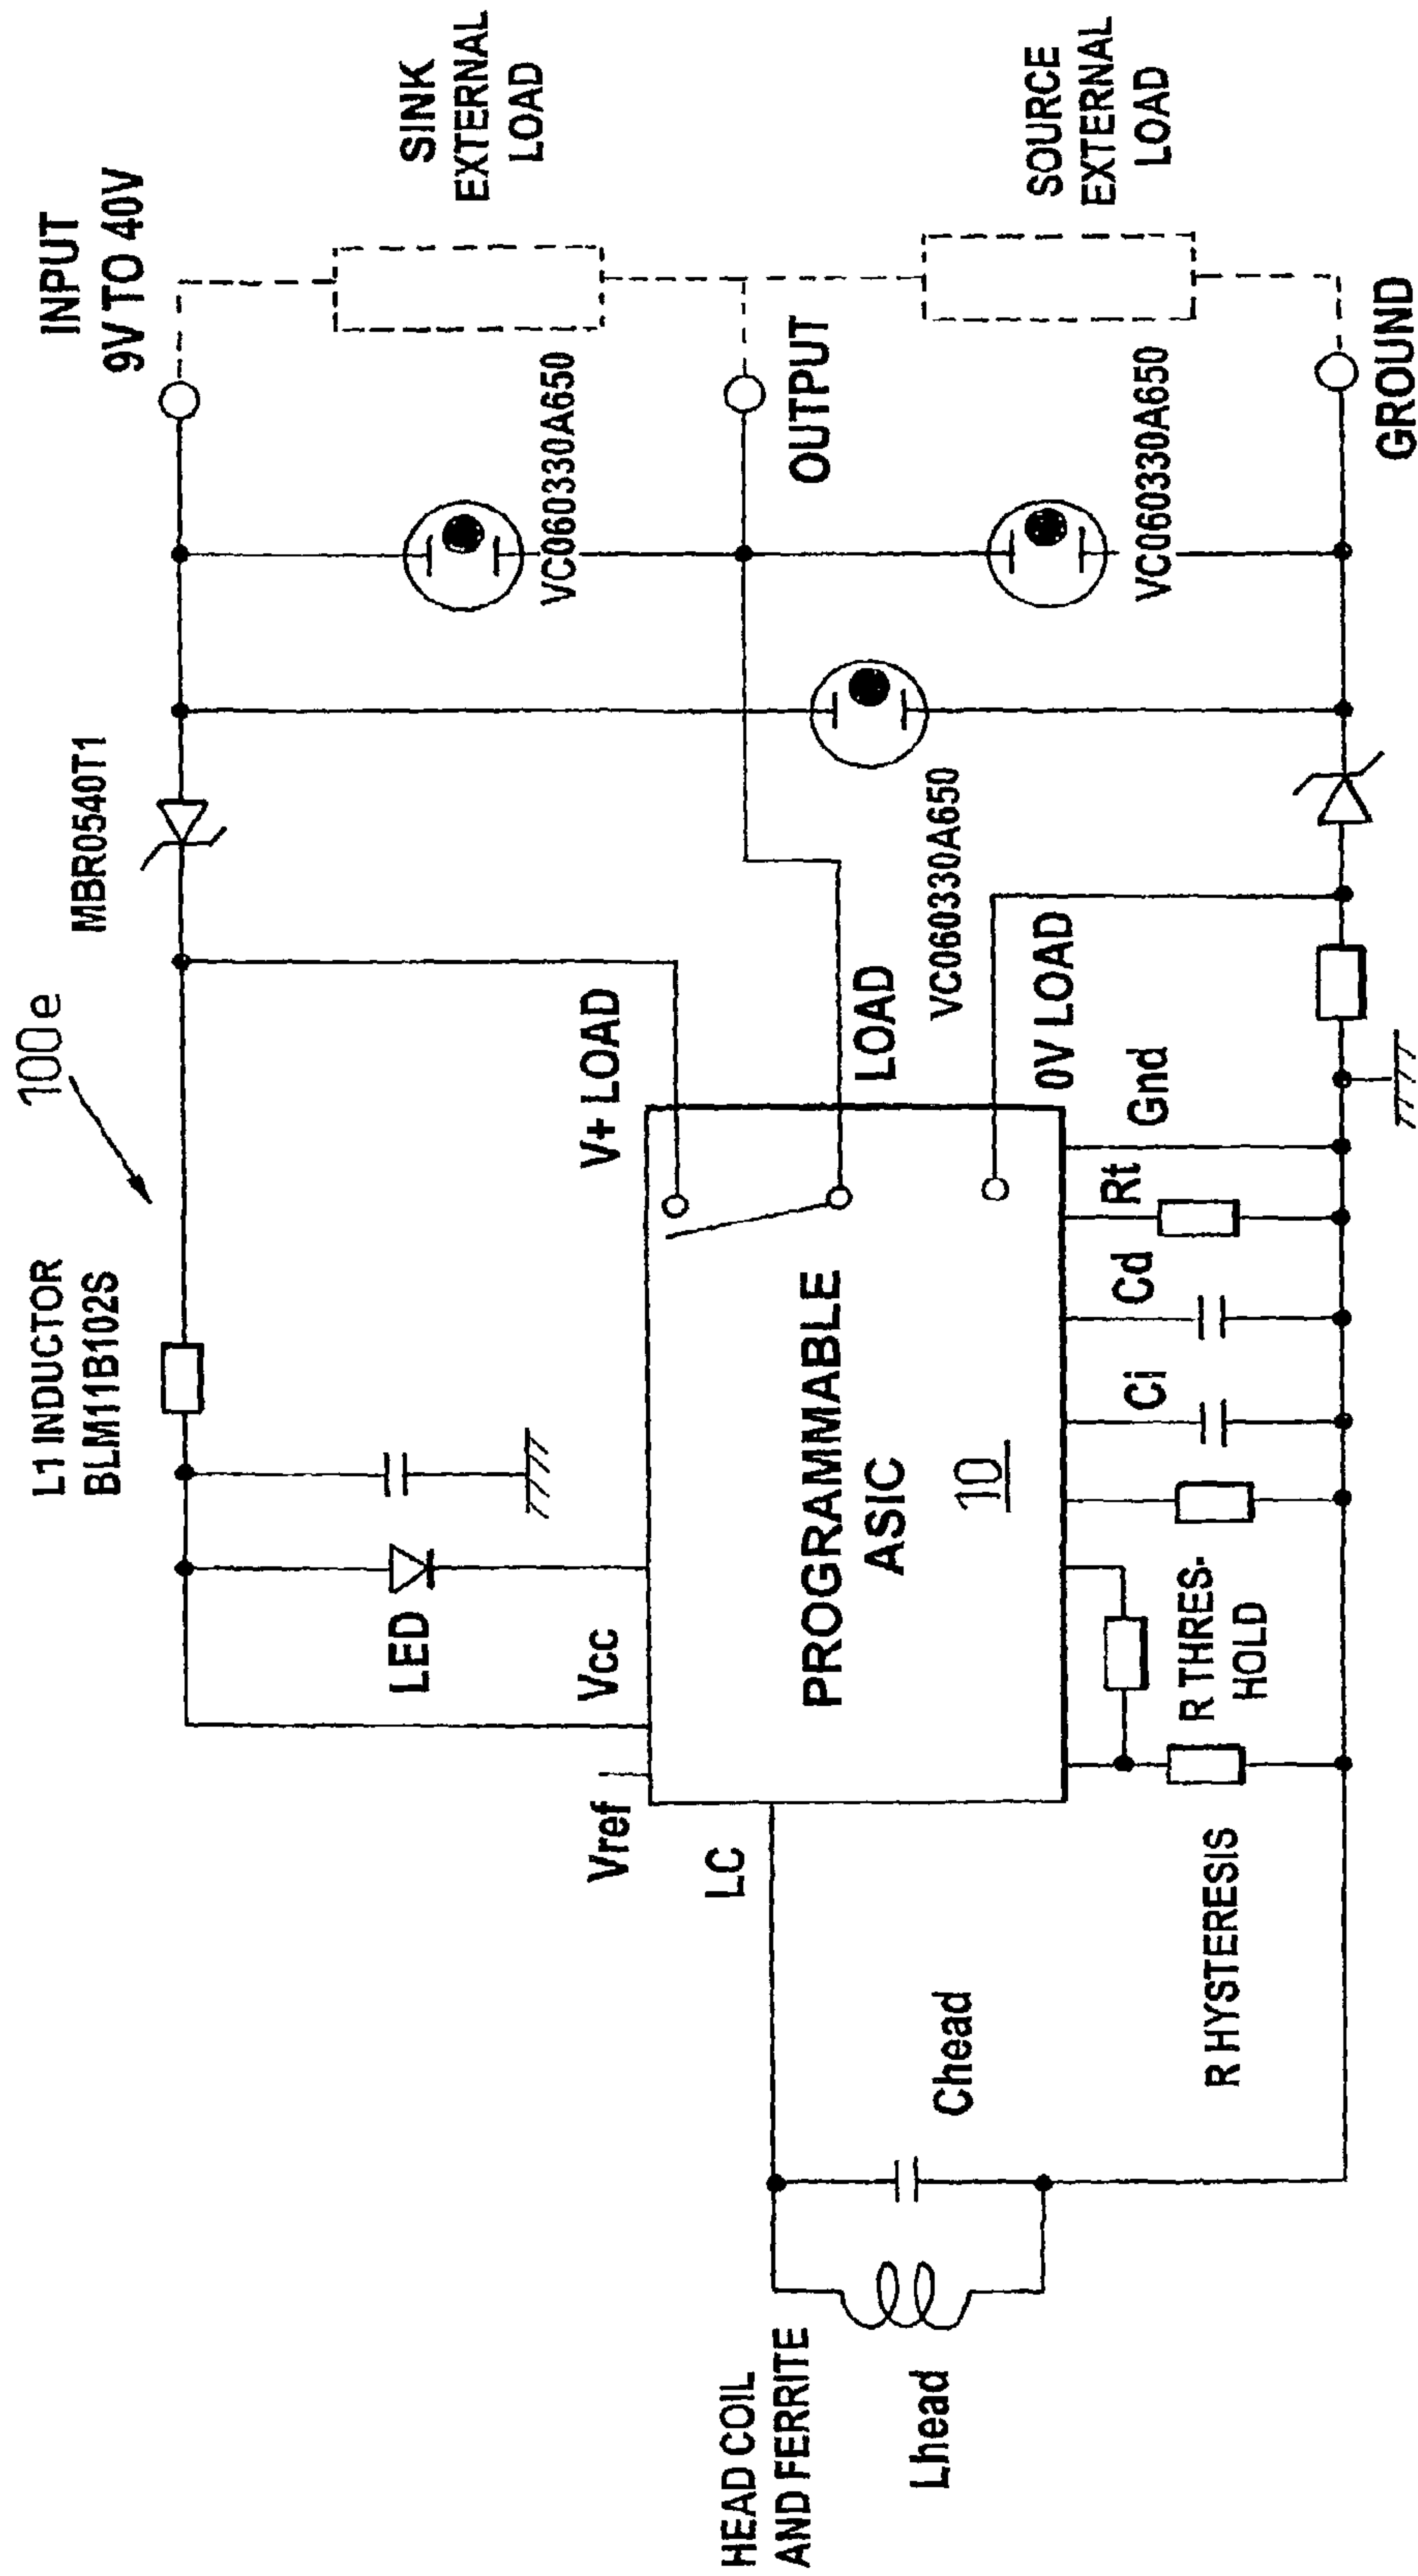 100e
INPUT
9V TO 40V
SINK
EXTERNAL
LOAD
SOURCE
EXTERNAL
LOAD
OUTPUT
GROUND
VC060330A650
VC060330A650
VC060330A650
MBR0540T1
L1 INDUCTOR
BLM11B102S
V+ LOAD
LOAD
0V LOAD
LED
Vcc
Vref
LC
PROGRAMMABLE
ASIC
10
Gnd
Rt
Cd
Ci
R THRES-
HOLD
R HYSTERESIS
Chead
Lhead
HEAD COIL
AND FERRITE